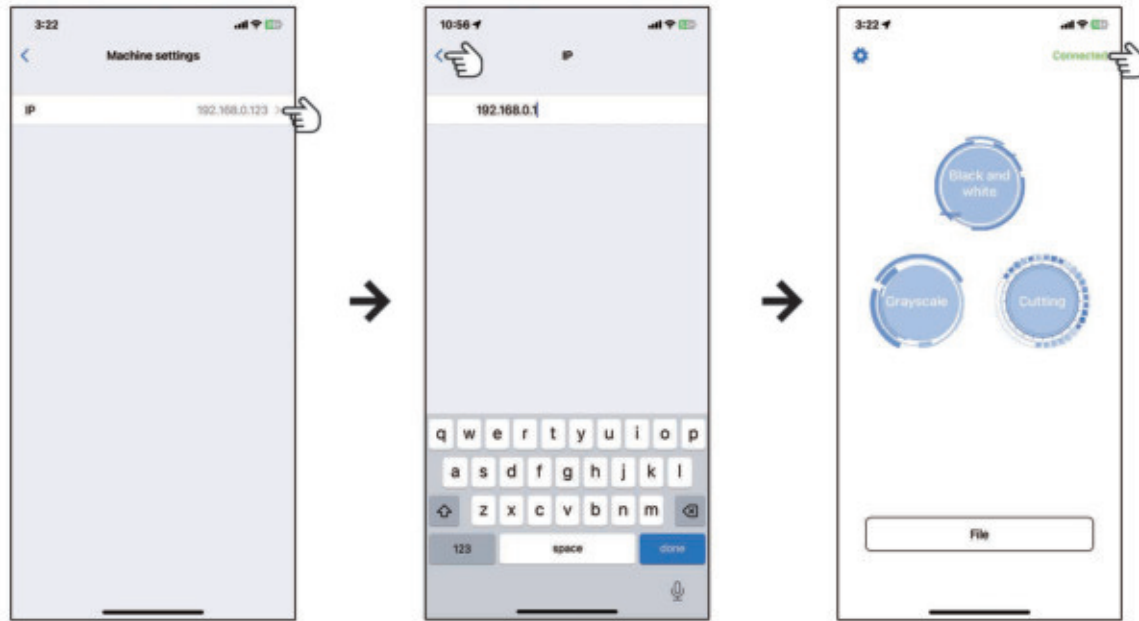 3:22
Machine settings
IP 192.168.0.123
10:56
IP
192.168.0.1
q w e r t y u i o p
a s d f g h j k l
z x c v b n m
123 space done
3:22
Connected
Black and
white
Grayscale
Cutting
File